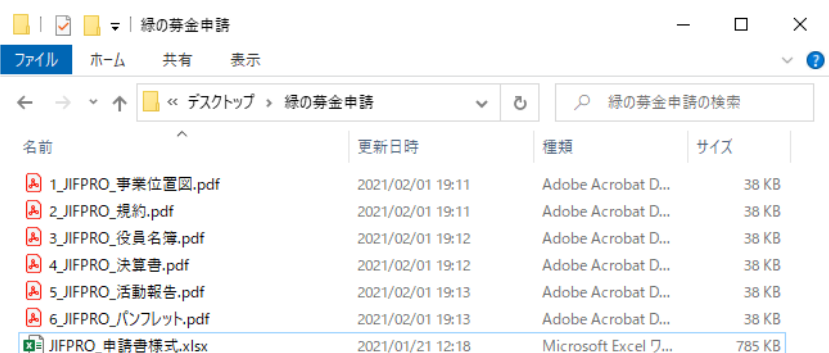 緑の募金申請
ファイル ホーム 共有 表示
« デスクトップ › 緑の募金申請 緑の募金申請の検索
名前 更新日時 種類 サイズ
1_JIFPRO_事業位置図.pdf 2021/02/01 19:11 Adobe Acrobat D... 38 KB
2_JIFPRO_規約.pdf 2021/02/01 19:11 Adobe Acrobat D... 38 KB
3_JIFPRO_役員名簿.pdf 2021/02/01 19:12 Adobe Acrobat D... 38 KB
4_JIFPRO_決算書.pdf 2021/02/01 19:12 Adobe Acrobat D... 38 KB
5_JIFPRO_活動報告.pdf 2021/02/01 19:13 Adobe Acrobat D... 38 KB
6_JIFPRO_パンフレット.pdf 2021/02/01 19:13 Adobe Acrobat D... 38 KB
JIFPRO_申請書様式.xlsx 2021/01/21 12:18 Microsoft Excel ワ... 785 KB